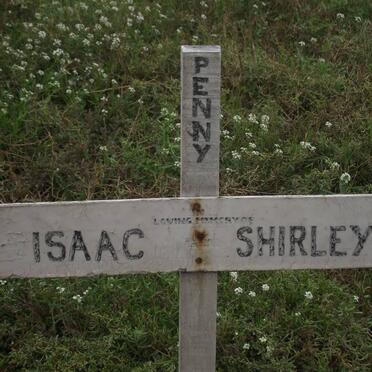 PENNY
LOVING MEMORY OF
ISAAC SHIRLEY